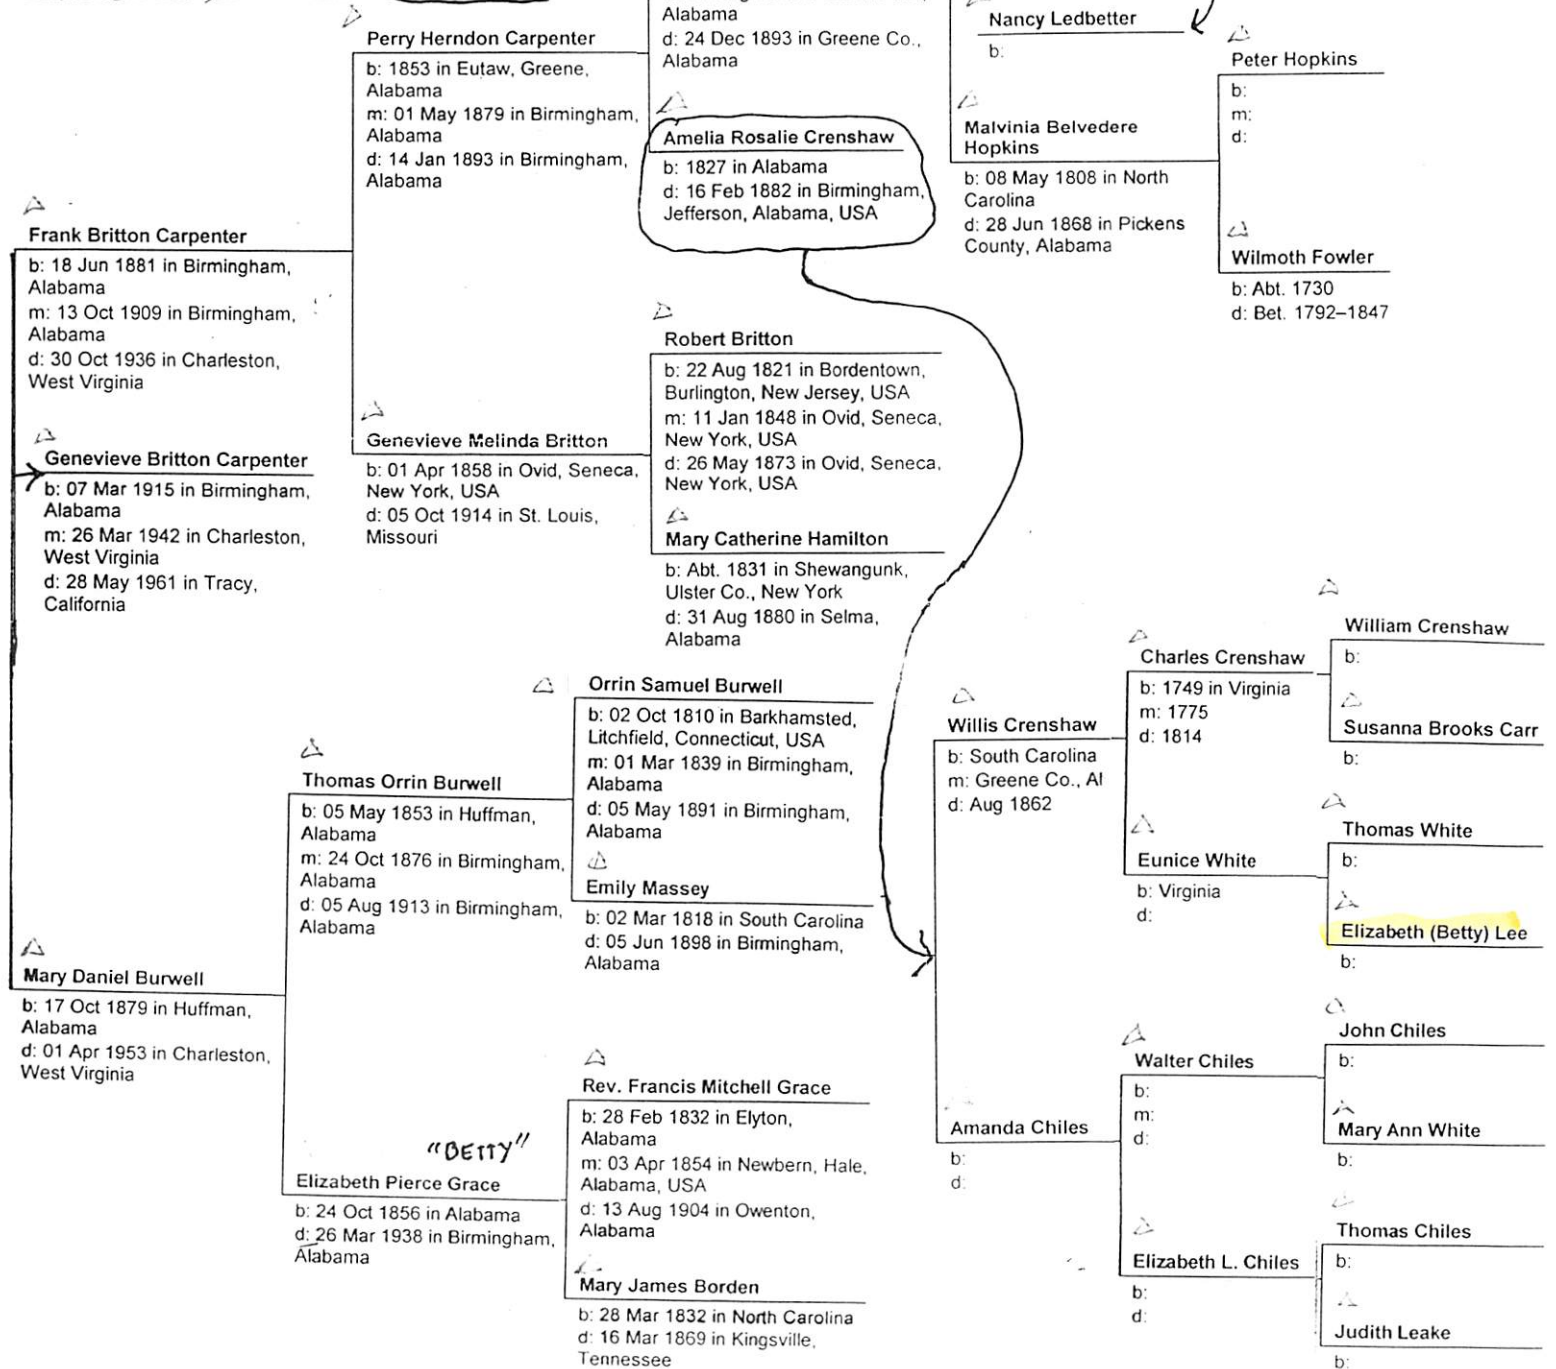 Perry Herndon Carpenter
b: 1853 in Eutaw, Greene,
Alabama
m: 01 May 1879 in Birmingham,
Alabama
d: 14 Jan 1893 in Birmingham,
Alabama
Alabama
d: 24 Dec 1893 in Greene Co.,
Alabama
Amelia Rosalie Crenshaw
b: 1827 in Alabama
d: 16 Feb 1882 in Birmingham,
Jefferson, Alabama, USA
Nancy Ledbetter
b:
Malvinia Belvedere
Hopkins
b: 08 May 1808 in North
Carolina
d: 28 Jun 1868 in Pickens
County, Alabama
Peter Hopkins
b:
m:
d:
Wilmoth Fowler
b: Abt. 1730
d: Bet. 1792–1847
Frank Britton Carpenter
b: 18 Jun 1881 in Birmingham,
Alabama
m: 13 Oct 1909 in Birmingham,
Alabama
d: 30 Oct 1936 in Charleston,
West Virginia
Genevieve Britton Carpenter
b: 07 Mar 1915 in Birmingham,
Alabama
m: 26 Mar 1942 in Charleston,
West Virginia
d: 28 May 1961 in Tracy,
California
Genevieve Melinda Britton
b: 01 Apr 1858 in Ovid, Seneca,
New York, USA
d: 05 Oct 1914 in St. Louis,
Missouri
Robert Britton
b: 22 Aug 1821 in Bordentown,
Burlington, New Jersey, USA
m: 11 Jan 1848 in Ovid, Seneca,
New York, USA
d: 26 May 1873 in Ovid, Seneca,
New York, USA
Mary Catherine Hamilton
b: Abt. 1831 in Shewangunk,
Ulster Co., New York
d: 31 Aug 1880 in Selma,
Alabama
Orrin Samuel Burwell
b: 02 Oct 1810 in Barkhamsted,
Litchfield, Connecticut, USA
m: 01 Mar 1839 in Birmingham,
Alabama
d: 05 May 1891 in Birmingham,
Alabama
Emily Massey
b: 02 Mar 1818 in South Carolina
d: 05 Jun 1898 in Birmingham,
Alabama
Thomas Orrin Burwell
b: 05 May 1853 in Huffman,
Alabama
m: 24 Oct 1876 in Birmingham,
Alabama
d: 05 Aug 1913 in Birmingham,
Alabama
Mary Daniel Burwell
b: 17 Oct 1879 in Huffman,
Alabama
d: 01 Apr 1953 in Charleston,
West Virginia
"BETTY"
Elizabeth Pierce Grace
b: 24 Oct 1856 in Alabama
d: 26 Mar 1938 in Birmingham,
Alabama
Rev. Francis Mitchell Grace
b: 28 Feb 1832 in Elyton,
Alabama
m: 03 Apr 1854 in Newbern, Hale,
Alabama, USA
d: 13 Aug 1904 in Owenton,
Alabama
Mary James Borden
b: 28 Mar 1832 in North Carolina
d: 16 Mar 1869 in Kingsville,
Tennessee
Willis Crenshaw
b: South Carolina
m: Greene Co., Al
d: Aug 1862
Amanda Chiles
b:
d:
Charles Crenshaw
b: 1749 in Virginia
m: 1775
d: 1814
Eunice White
b: Virginia
d:
Walter Chiles
b:
m:
d:
Elizabeth L. Chiles
b:
d:
William Crenshaw
b:
Susanna Brooks Carr
b:
Thomas White
b:
Elizabeth (Betty) Lee
b:
John Chiles
b:
Mary Ann White
b:
Thomas Chiles
b:
Judith Leake
b: